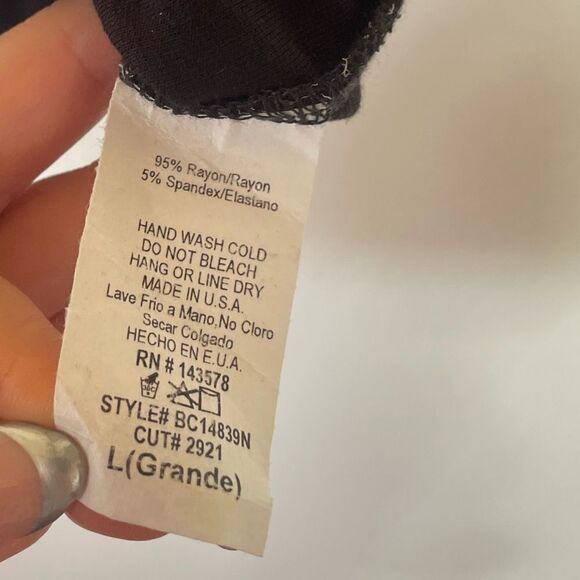 95% Rayon/Rayon
5% Spandex/Elastano
HAND WASH COLD
DO NOT BLEACH
HANG OR LINE DRY
MADE IN U.S.A.
Lave Frio a Mano,No Cloro
Secar Colgado
HECHO EN E.U.A.
RN # 143578
STYLE# BC14839N
CUT# 2921
L(Grande)